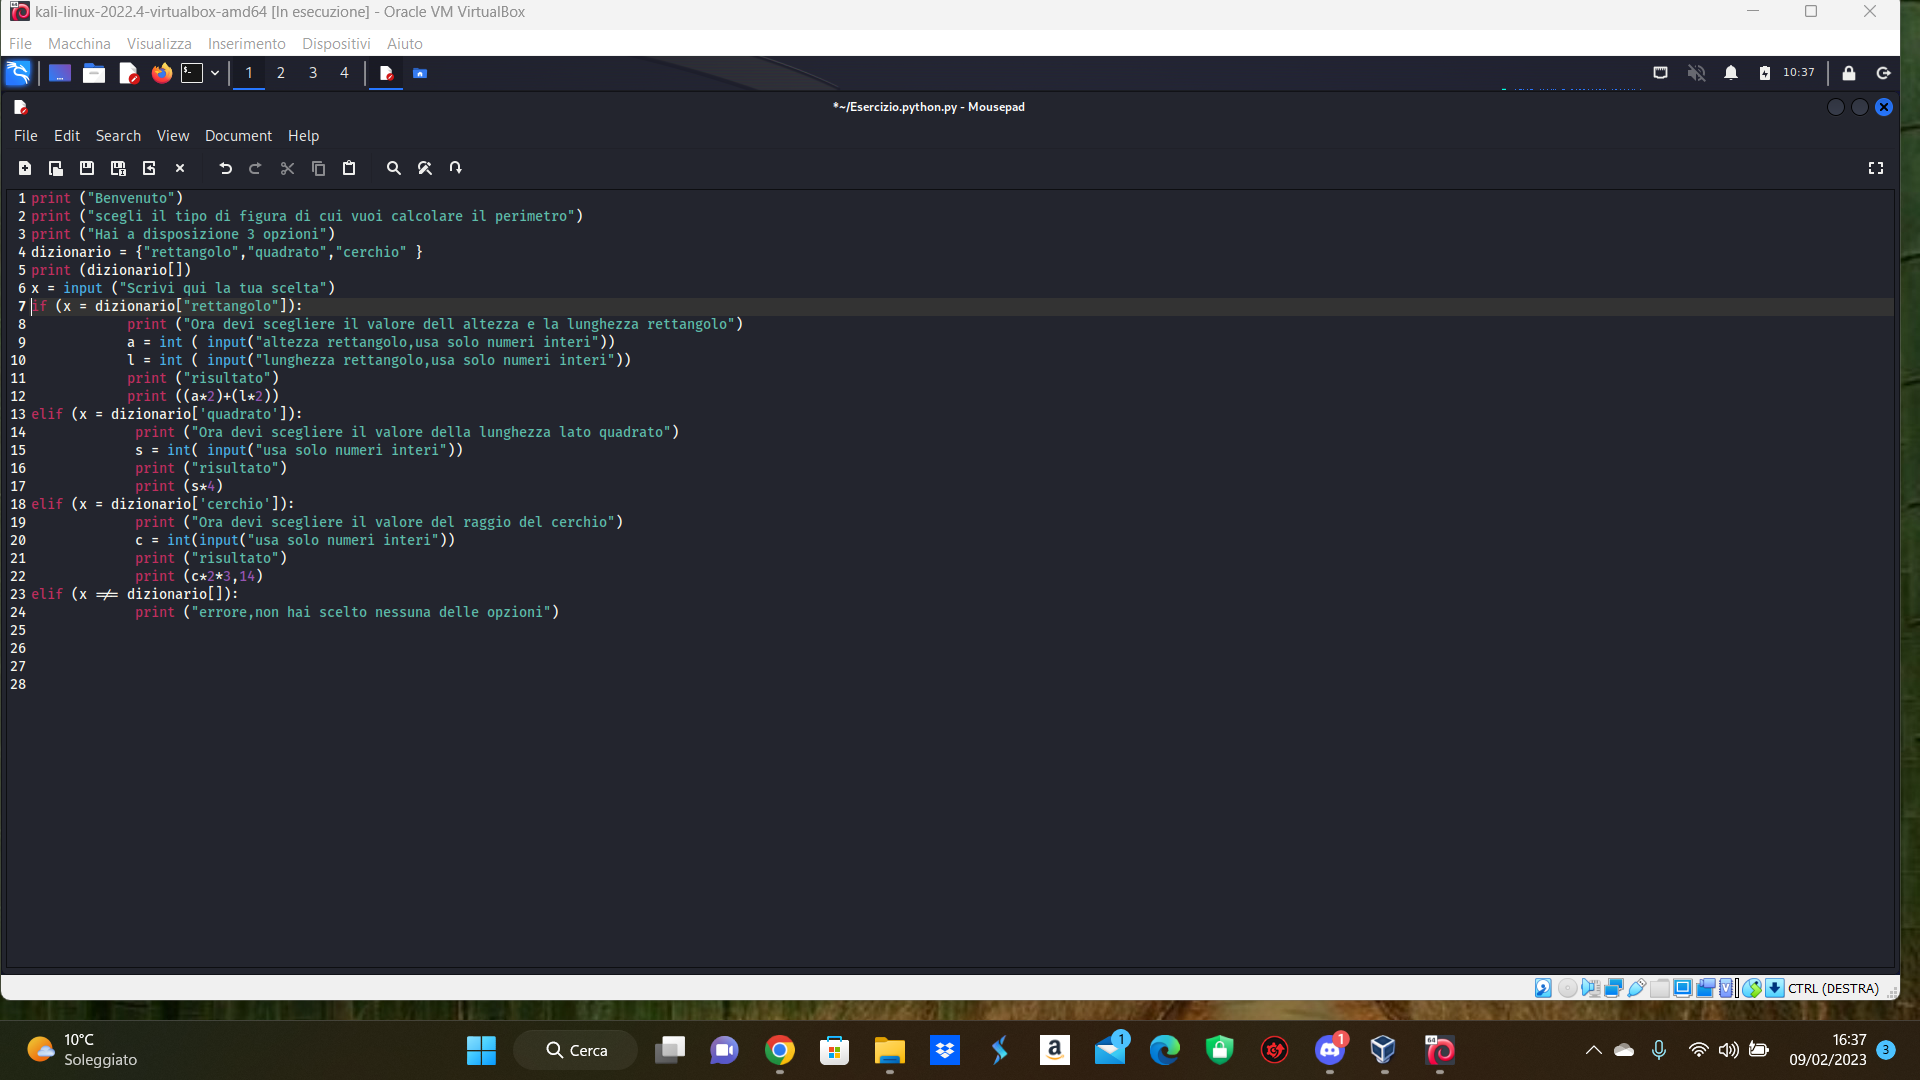 kali-linux-2022.4-virtualbox-amd64 [In esecuzione] - Oracle VM VirtualBox
File Macchina Visualizza Inserimento Dispositivi Aiuto
1 2 3 4 10:37
*~/Esercizio.python.py - Mousepad
File Edit Search View Document Help
1 print ("Benvenuto")
2 print ("scegli il tipo di figura di cui vuoi calcolare il perimetro")
3 print ("Hai a disposizione 3 opzioni")
4 dizionario = {"rettangolo","quadrato","cerchio" }
5 print (dizionario[])
6 x = input ("Scrivi qui la tua scelta")
7 if (x = dizionario["rettangolo"]):
8 print ("Ora devi scegliere il valore dell altezza e la lunghezza rettangolo")
9 a = int ( input("altezza rettangolo,usa solo numeri interi"))
10 l = int ( input("lunghezza rettangolo,usa solo numeri interi"))
11 print ("risultato")
12 print ((a*2)+(l*2))
13 elif (x = dizionario['quadrato']):
14 print ("Ora devi scegliere il valore della lunghezza lato quadrato")
15 s = int( input("usa solo numeri interi"))
16 print ("risultato")
17 print (s*4)
18 elif (x = dizionario['cerchio']):
19 print ("Ora devi scegliere il valore del raggio del cerchio")
20 c = int(input("usa solo numeri interi"))
21 print ("risultato")
22 print (c*2*3,14)
23 elif (x != dizionario[]):
24 print ("errore,non hai scelto nessuna delle opzioni")
25
26
27
28
CTRL (DESTRA)
10°C
Soleggiato
Cerca
1
1
64
16:37
09/02/2023
3